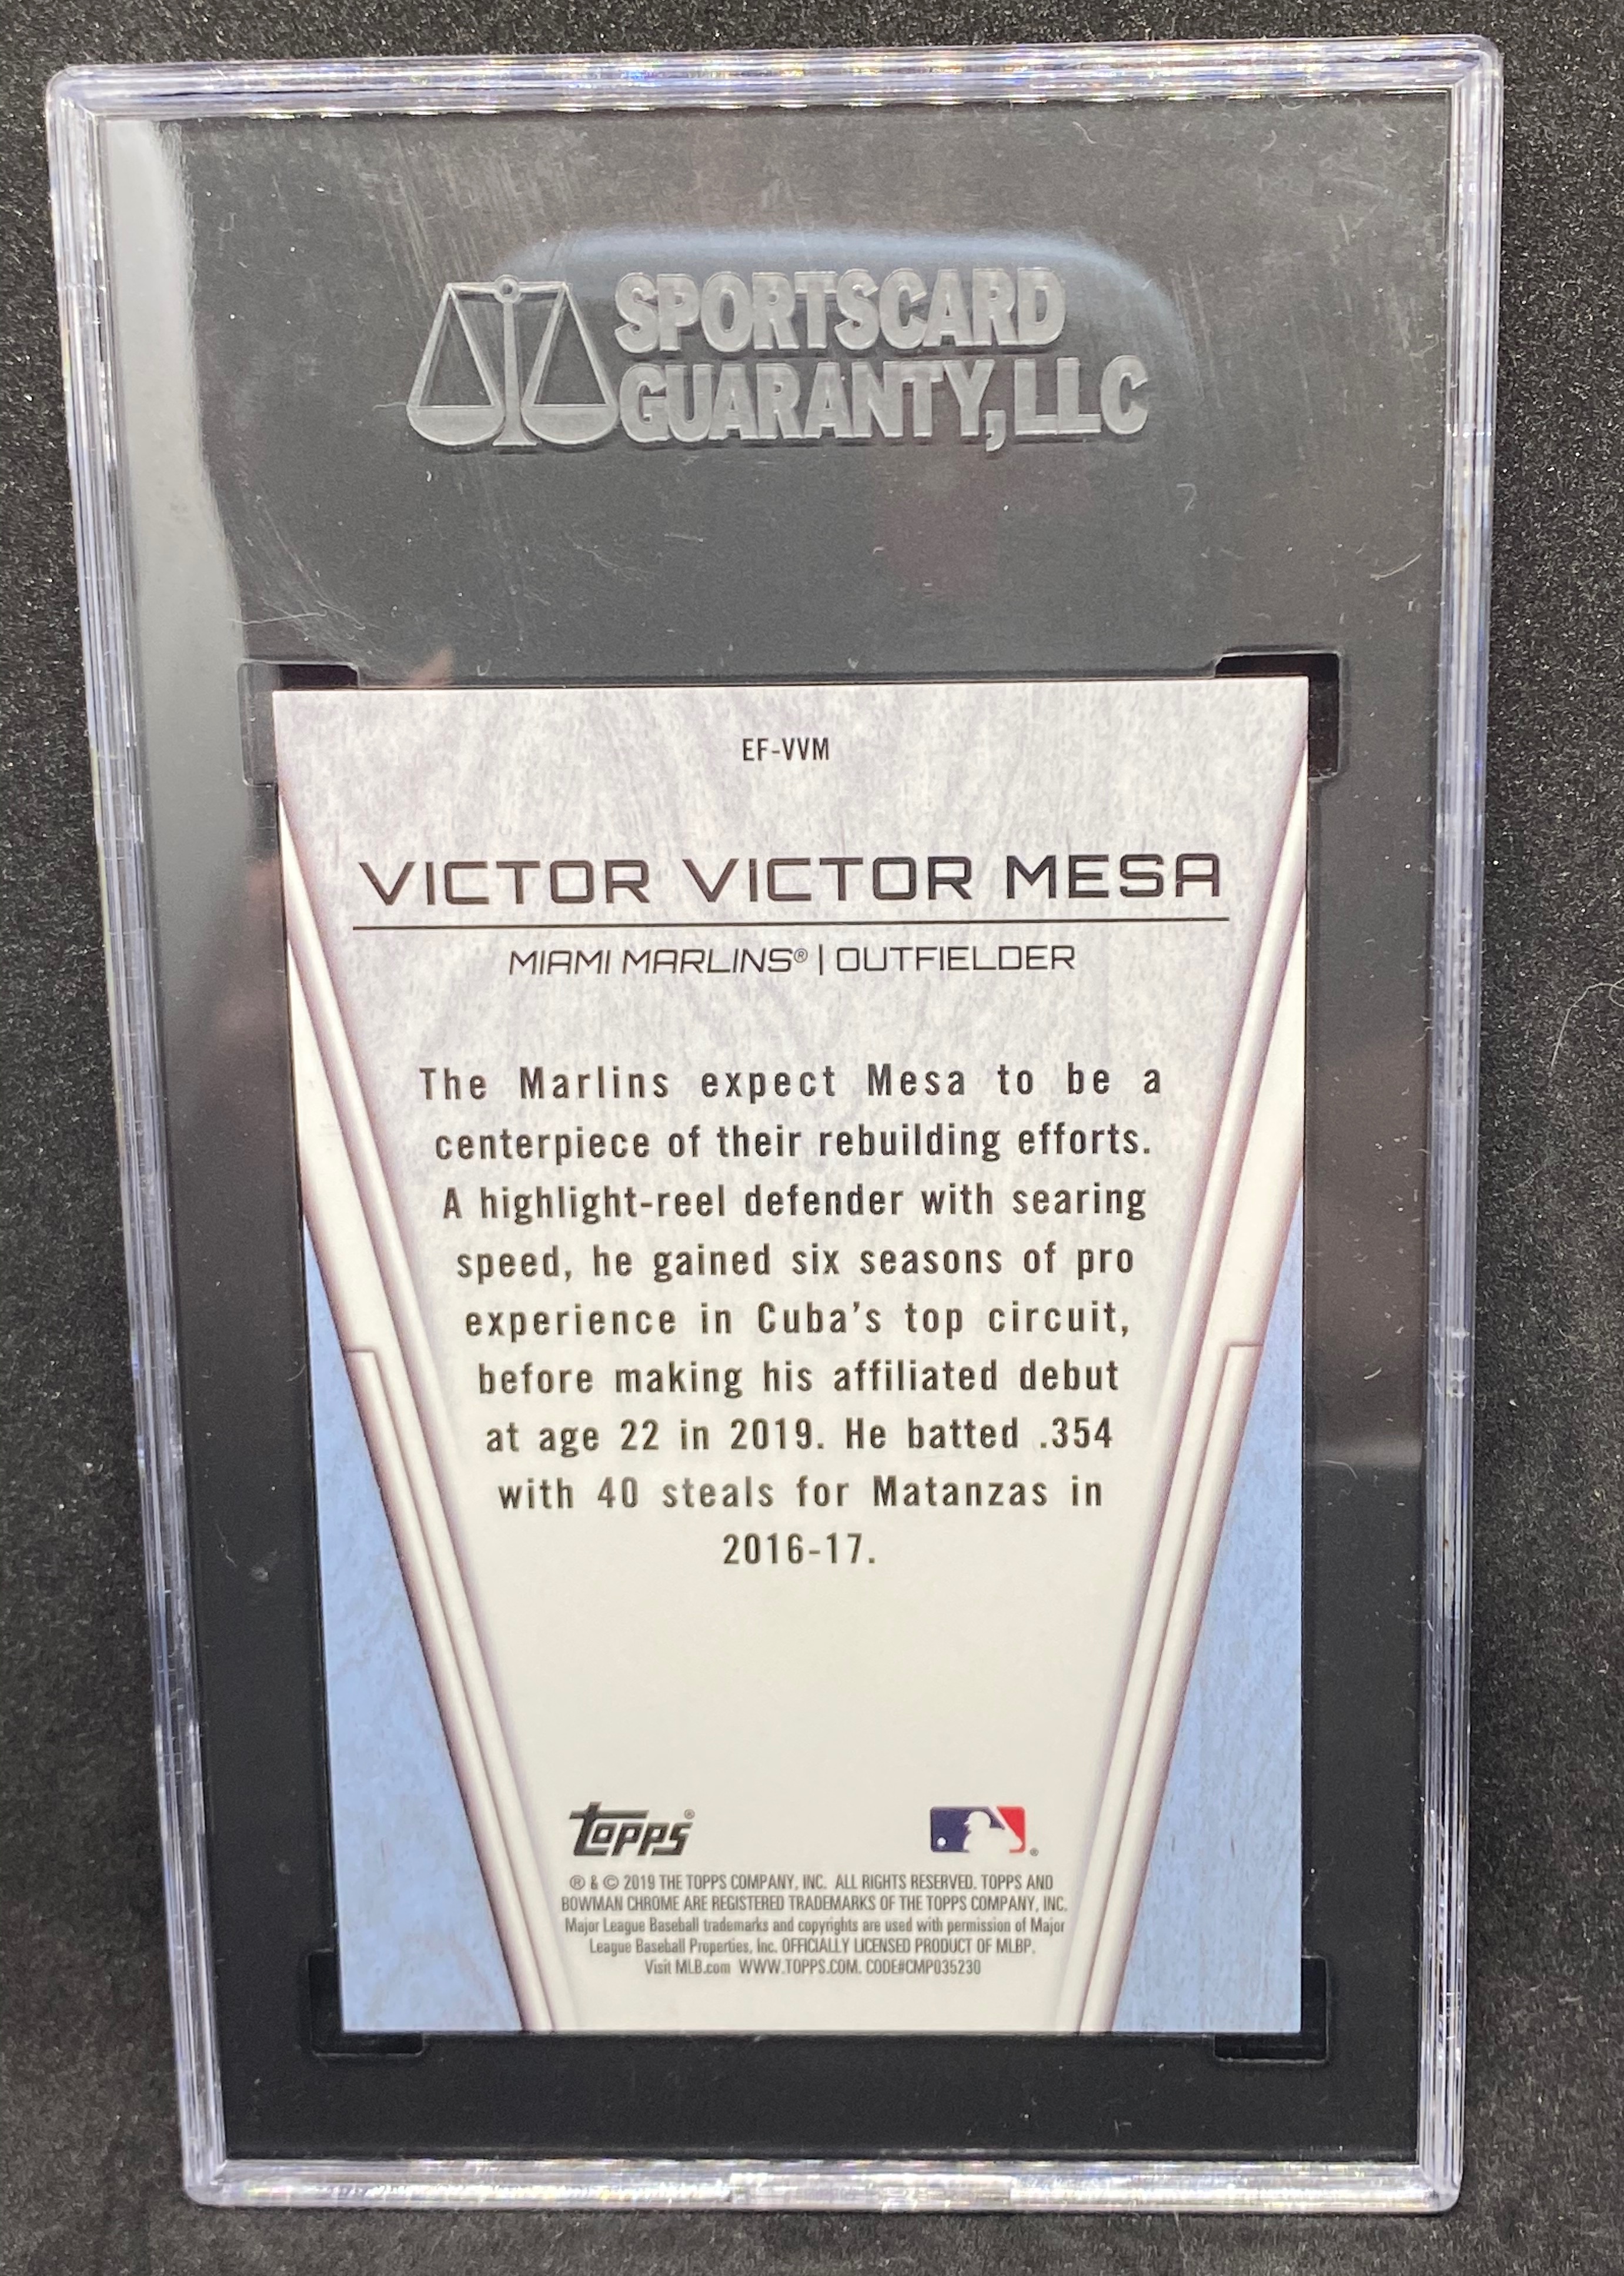 SPORTSCARD
GUARANTY, LLC
EF-VVM
VICTOR VICTOR MESA
MIAMI MARLINS® | OUTFIELDER
The Marlins expect Mesa to be a
centerpiece of their rebuilding efforts.
A highlight-reel defender with searing
speed, he gained six seasons of pro
experience in Cuba's top circuit,
before making his affiliated debut
at age 22 in 2019. He batted .354
with 40 steals for Matanzas in
2016-17.
topps®
®
® & © 2019 THE TOPPS COMPANY, INC. ALL RIGHTS RESERVED. TOPPS AND
BOWMAN CHROME ARE REGISTERED TRADEMARKS OF THE TOPPS COMPANY, INC.
Major League Baseball trademarks and copyrights are used with permission of Major
League Baseball Properties, Inc. OFFICIALLY LICENSED PRODUCT OF MLBP.
Visit MLB.com WWW.TOPPS.COM. CODE#CMP035230